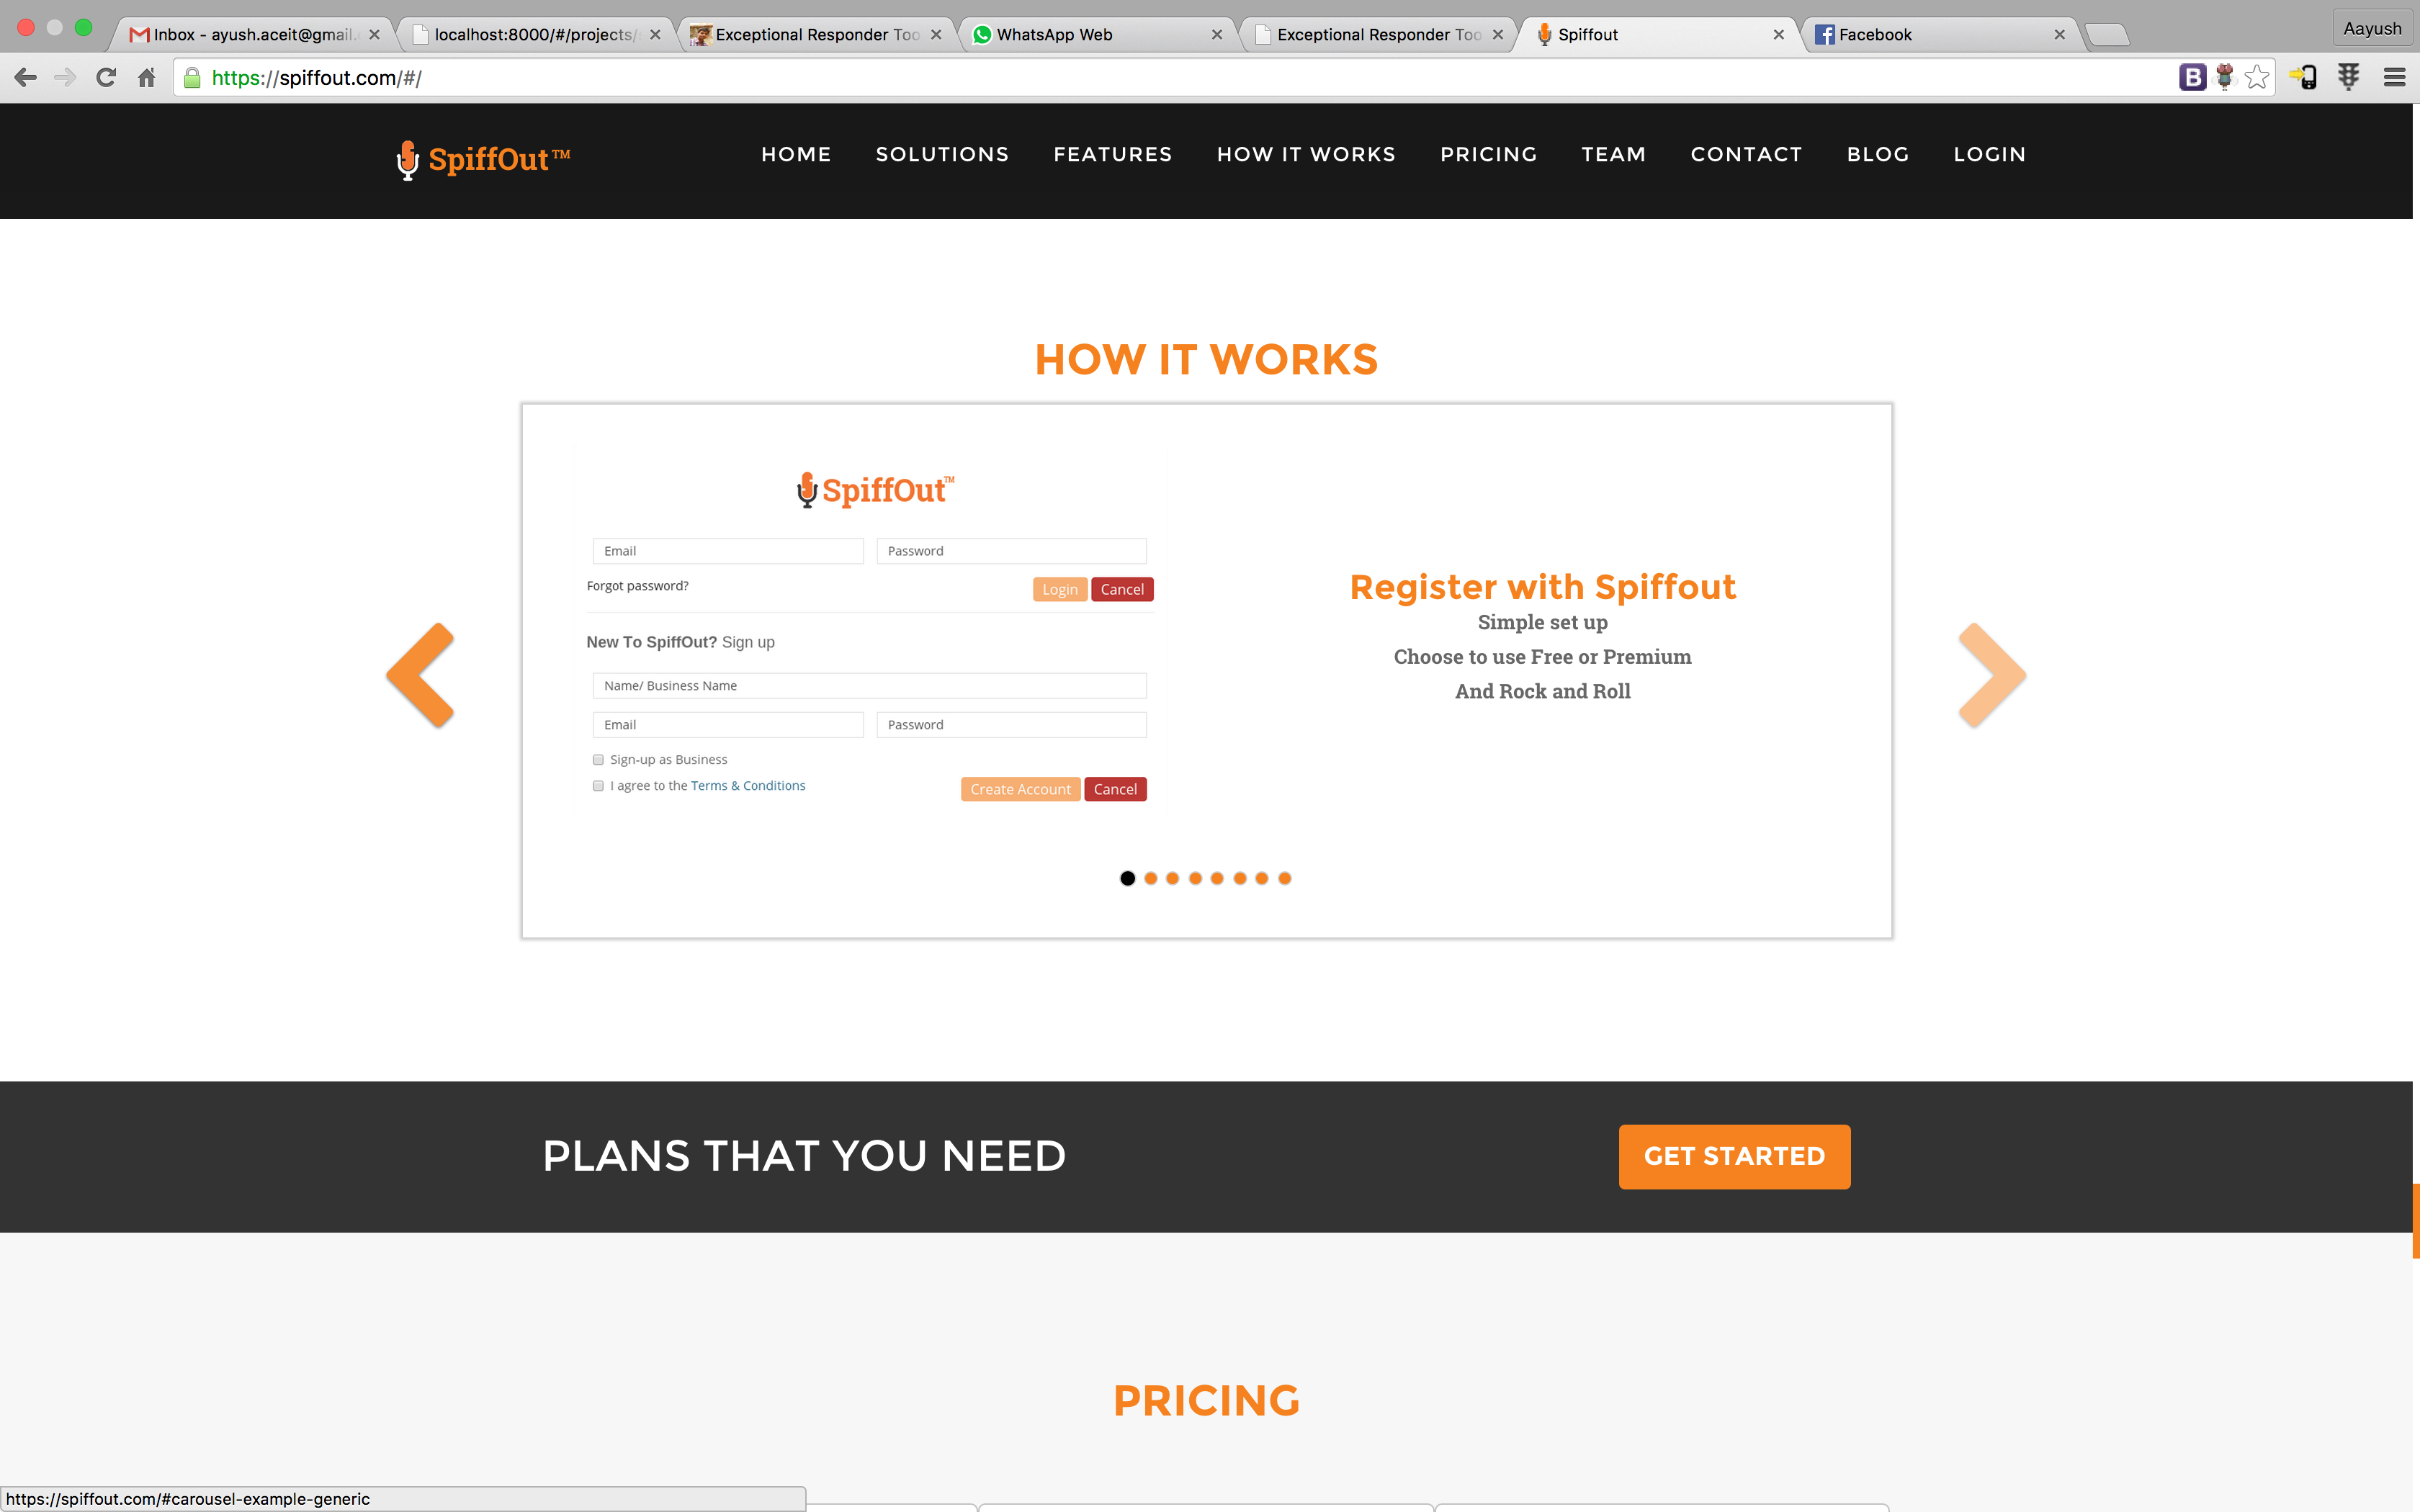 Inbox - ayush.aceit@gmail.
localhost:8000/#/projects/
Exceptional Responder Too
WhatsApp Web
Exceptional Responder Too
Spiffout
Facebook
Aayush
https://spiffout.com/#/
B
SpiffOut™
HOME SOLUTIONS FEATURES HOW IT WORKS PRICING TEAM CONTACT BLOG LOGIN
HOW IT WORKS
SpiffOut™
Email Password
Forgot password? Login Cancel
New To SpiffOut? Sign up
Name/ Business Name
Email Password
Sign-up as Business
I agree to the Terms & Conditions
Create Account Cancel
Register with Spiffout
Simple set up
Choose to use Free or Premium
And Rock and Roll
PLANS THAT YOU NEED
GET STARTED
PRICING
https://spiffout.com/#carousel-example-generic